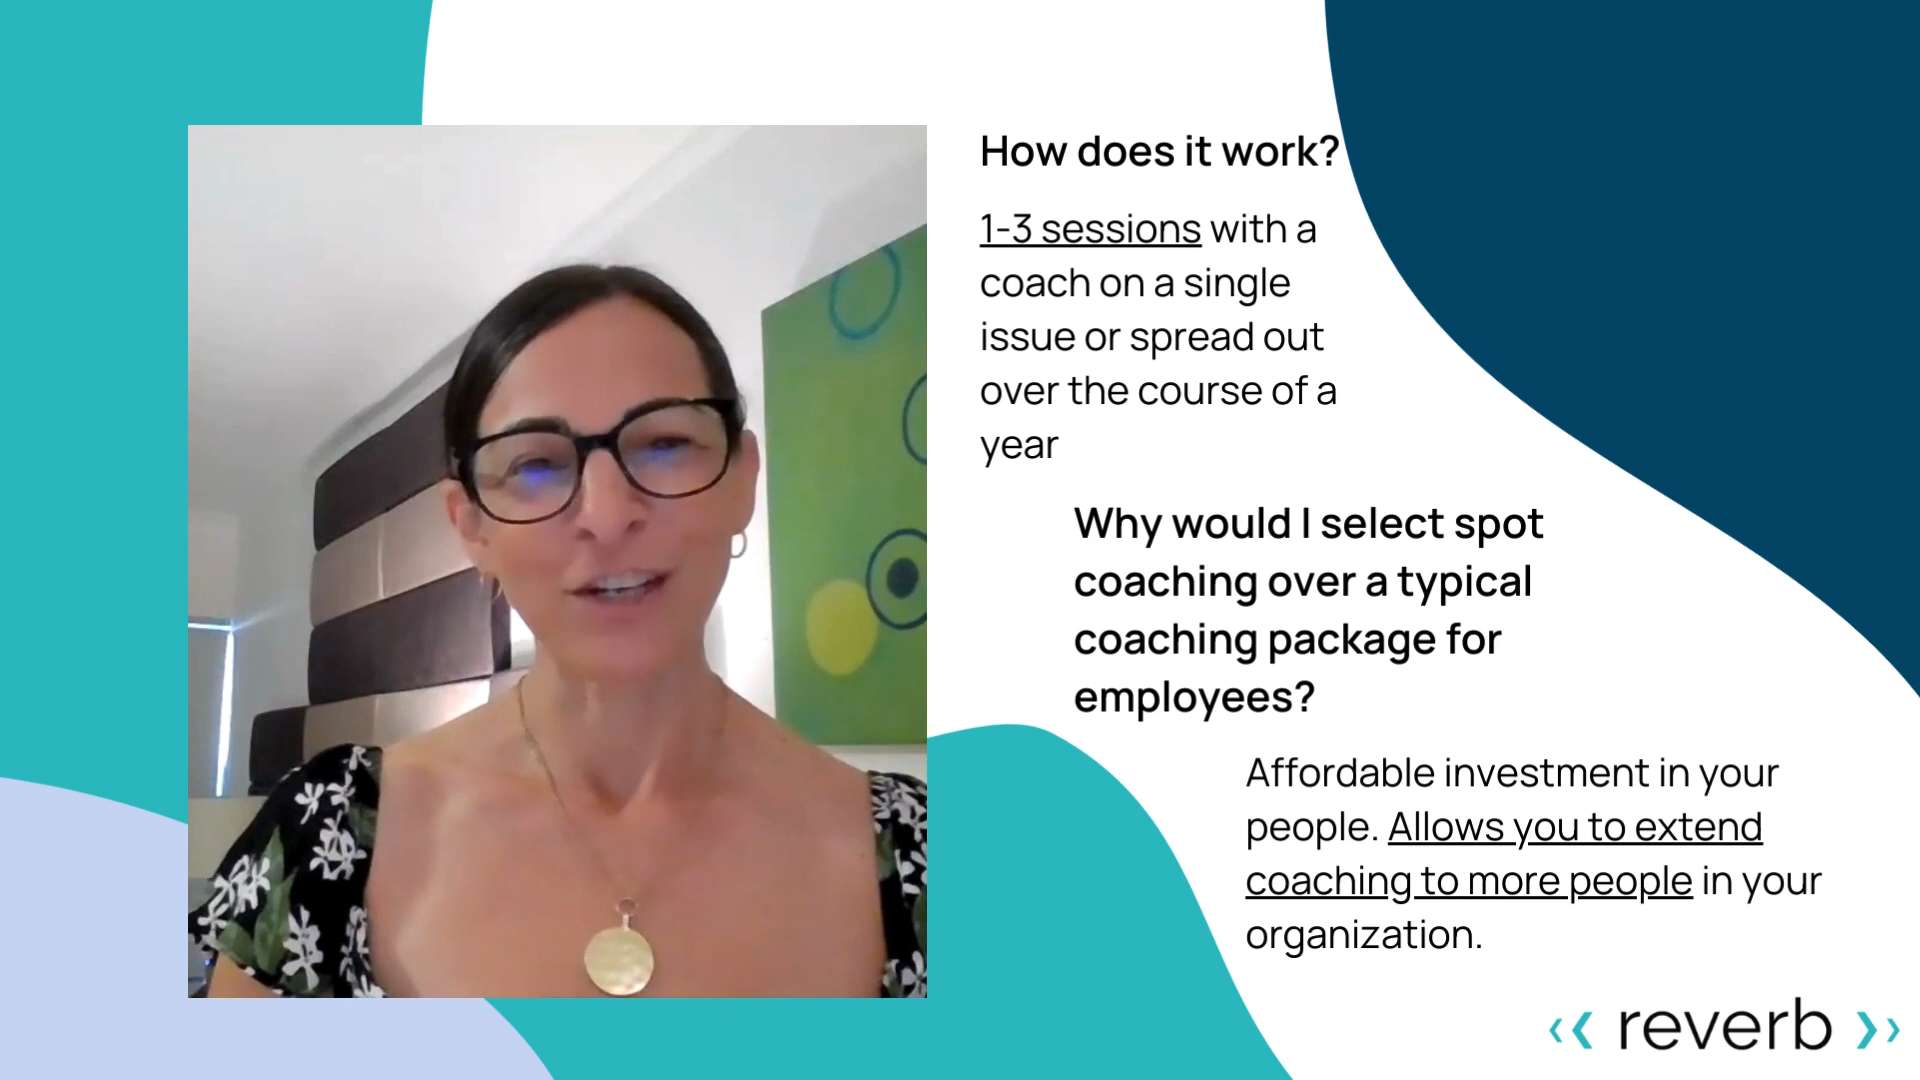 How does it work?
1-3 sessions with a
coach on a single
issue or spread out
over the course of a
year
Why would I select spot
coaching over a typical
coaching package for
employees?
Affordable investment in your
people. Allows you to extend
coaching to more people in your
organization.
reverb